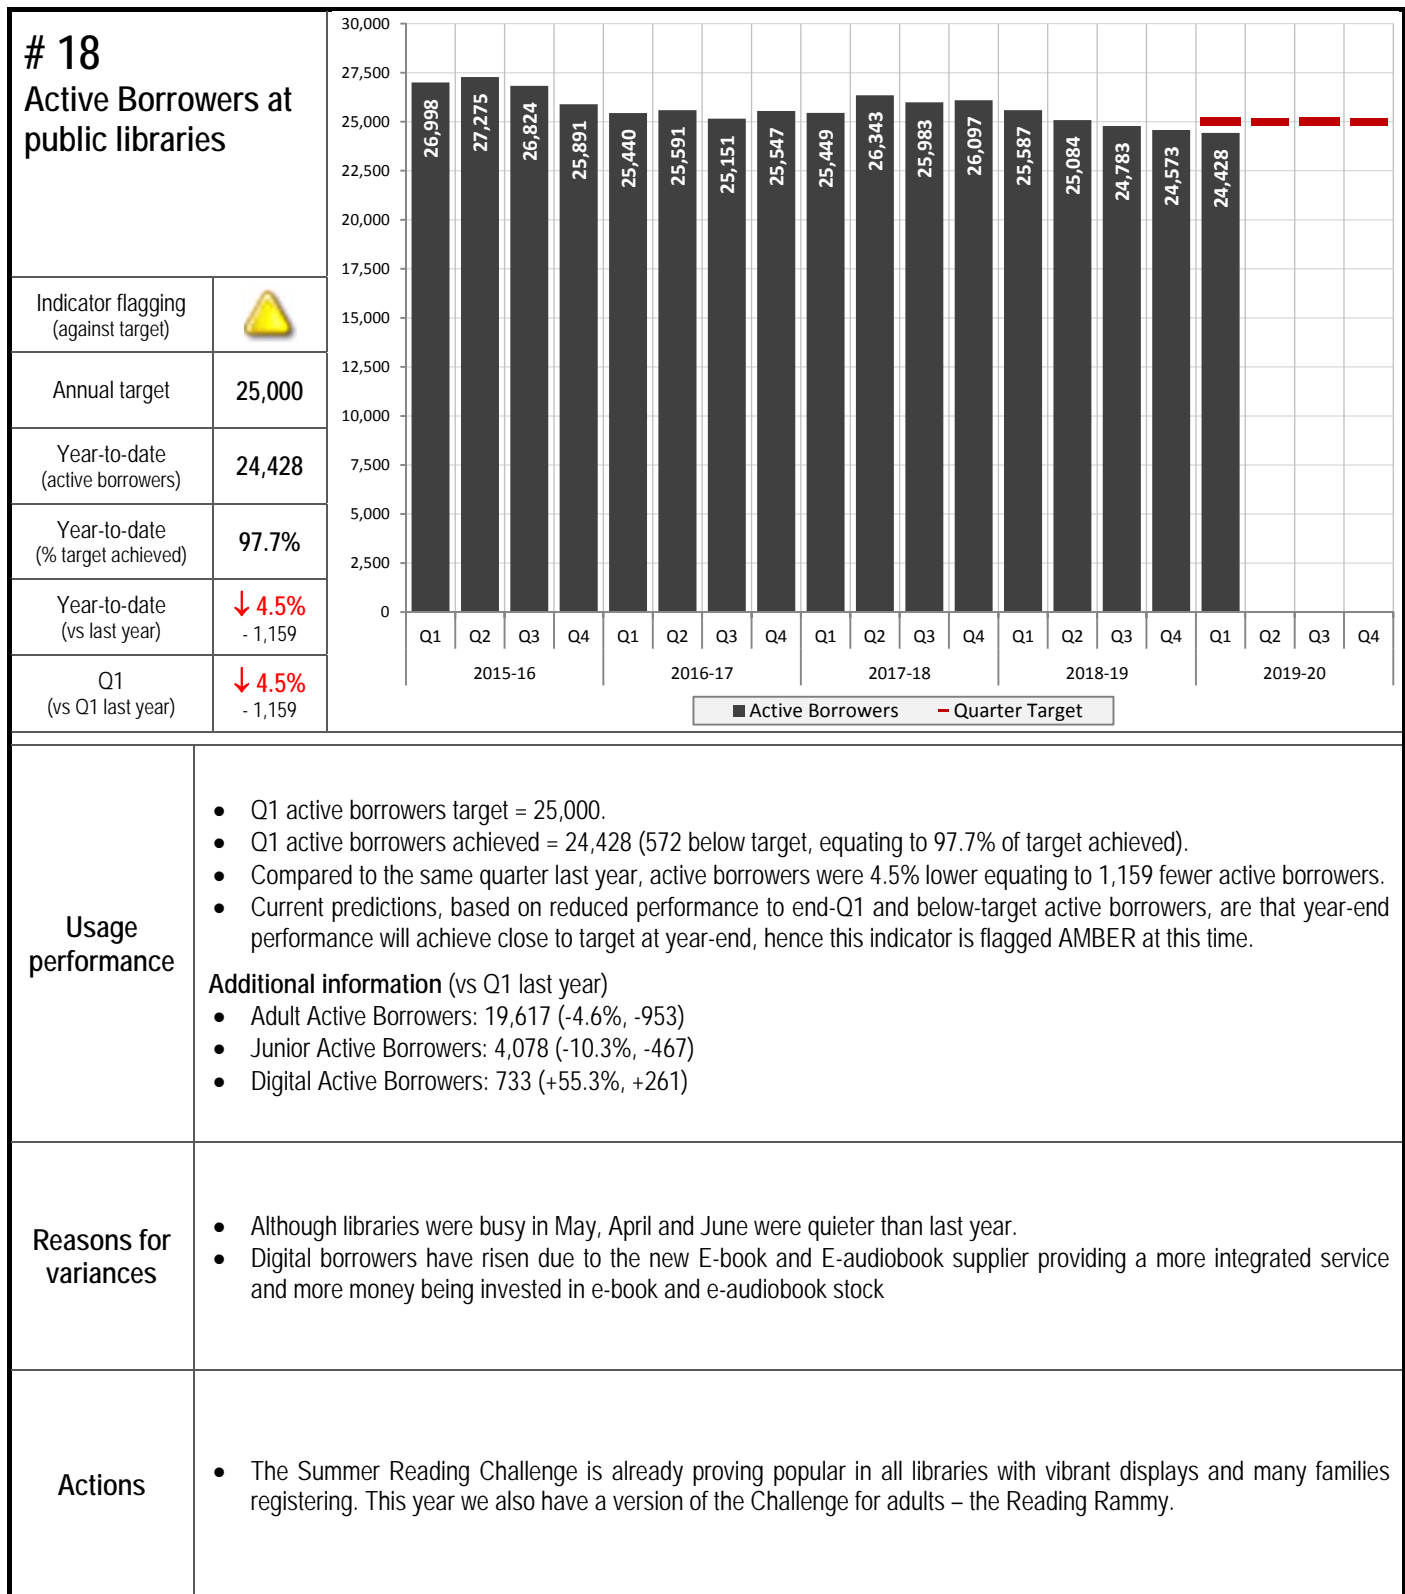 # 18
Active Borrowers at
public libraries
Indicator flagging
(against target)
Annual target
25,000
Year-to-date
(active borrowers)
24,428
Year-to-date
(% target achieved)
97.7%
Year-to-date
(vs last year)
↓ 4.5%
- 1,159
Q1
(vs Q1 last year)
↓ 4.5%
- 1,159
30,000
27,500
25,000
22,500
20,000
17,500
15,000
12,500
10,000
7,500
5,000
2,500
0
26,998
27,275
26,824
25,891
25,440
25,591
25,151
25,547
25,449
26,343
25,983
26,097
25,587
25,084
24,783
24,573
24,428
Q1 Q2 Q3 Q4 Q1 Q2 Q3 Q4 Q1 Q2 Q3 Q4 Q1 Q2 Q3 Q4 Q1 Q2 Q3 Q4
2015-16 2016-17 2017-18 2018-19 2019-20
Active Borrowers Quarter Target
Usage
performance
• Q1 active borrowers target = 25,000.
• Q1 active borrowers achieved = 24,428 (572 below target, equating to 97.7% of target achieved).
• Compared to the same quarter last year, active borrowers were 4.5% lower equating to 1,159 fewer active borrowers.
• Current predictions, based on reduced performance to end-Q1 and below-target active borrowers, are that year-end
performance will achieve close to target at year-end, hence this indicator is flagged AMBER at this time.
Additional information (vs Q1 last year)
• Adult Active Borrowers: 19,617 (-4.6%, -953)
• Junior Active Borrowers: 4,078 (-10.3%, -467)
• Digital Active Borrowers: 733 (+55.3%, +261)
Reasons for
variances
• Although libraries were busy in May, April and June were quieter than last year.
• Digital borrowers have risen due to the new E-book and E-audiobook supplier providing a more integrated service
and more money being invested in e-book and e-audiobook stock
Actions
• The Summer Reading Challenge is already proving popular in all libraries with vibrant displays and many families
registering. This year we also have a version of the Challenge for adults – the Reading Rammy.